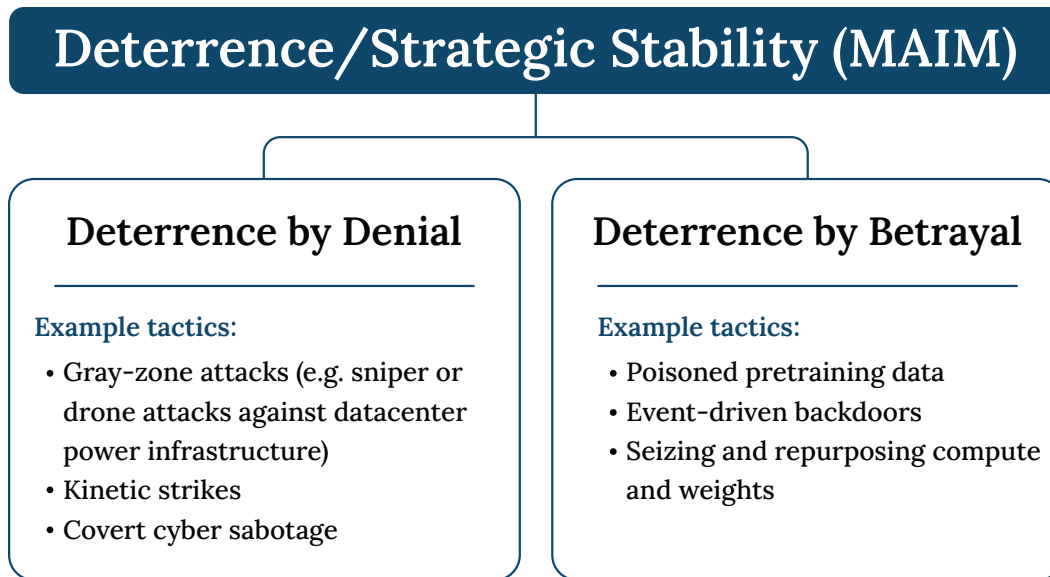 Deterrence/Strategic Stability (MAIM)
Deterrence by Denial
Example tactics:
• Gray-zone attacks (e.g. sniper or
drone attacks against datacenter
power infrastructure)
• Kinetic strikes
• Covert cyber sabotage
Deterrence by Betrayal
Example tactics:
• Poisoned pretraining data
• Event-driven backdoors
• Seizing and repurposing compute
and weights